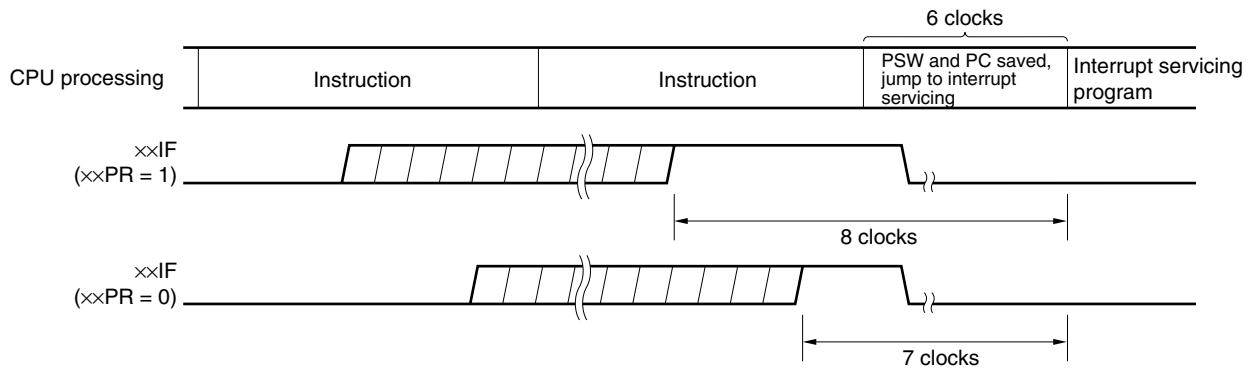 6 clocks
CPU processing
Instruction
Instruction
PSW and PC saved,
jump to interrupt
servicing
Interrupt servicing
program
××IF
(××PR = 1)
8 clocks
××IF
(××PR = 0)
7 clocks